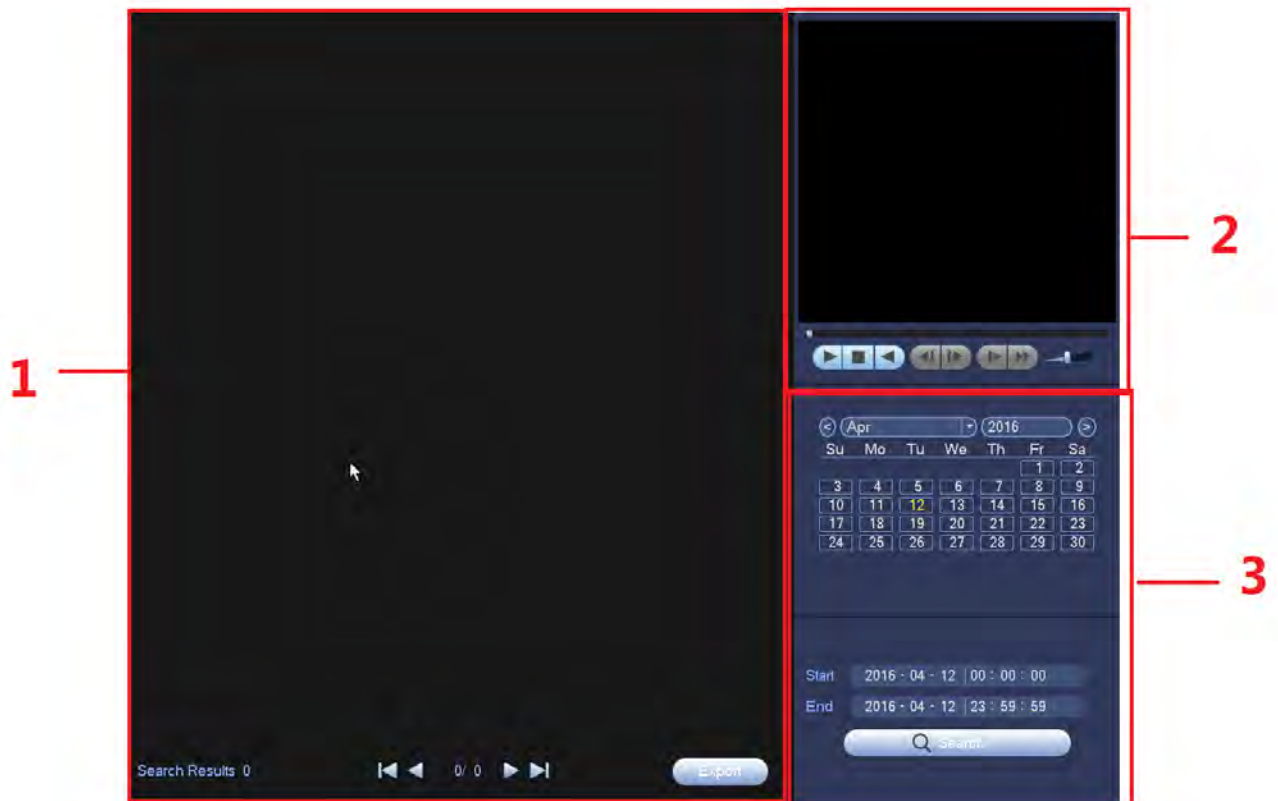 1
Search Results 0
0/ 0
Export
2
< Apr 2016 >
Su Mo Tu We Th Fr Sa
1 2
3 4 5 6 7 8 9
10 11 12 13 14 15 16
17 18 19 20 21 22 23
24 25 26 27 28 29 30
3
Start 2016 - 04 - 12 00 : 00 : 00
End 2016 - 04 - 12 23 : 59 : 59
Search